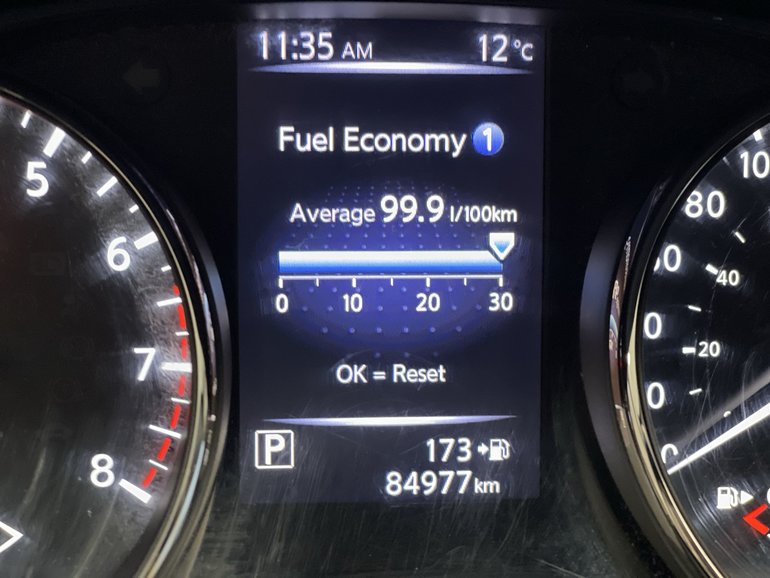 11:35 AM 12°C
Fuel Economy 1
Average 99.9 l/100km
0 10 20 30
OK = Reset
P 173
84977 km
5
6
7
8
80
40
20
0